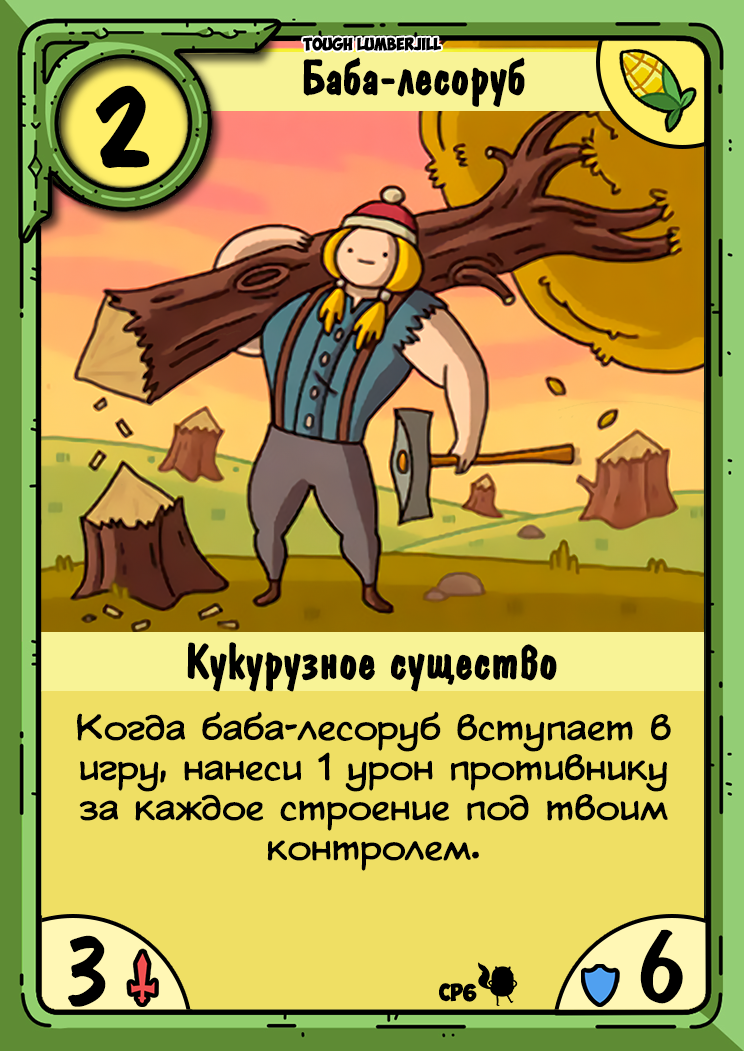 TOUGH LUMBERJILL
Баба-лесоруб
2
Кукурузное существо
Когда баба-лесоруб вступает в
игру, нанеси 1 урон противнику
за каждое строение под твоим
контролем.
3
CP6
6